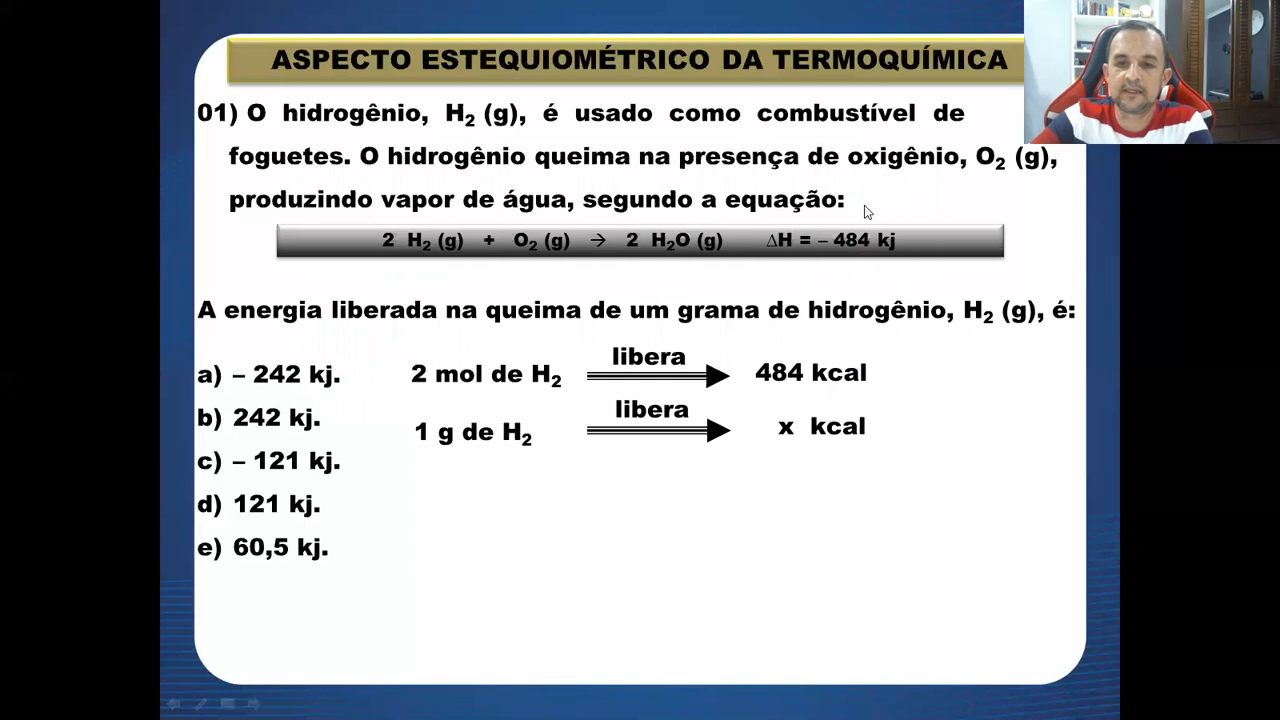 ASPECTO ESTEQUIOMÉTRICO DA TERMOQUÍMICA
01) O hidrogênio, H₂ (g), é usado como combustível de
foguetes. O hidrogênio queima na presença de oxigênio, O₂ (g),
produzindo vapor de água, segundo a equação:
2 H₂ (g) + O₂ (g) → 2 H₂O (g) ∆H = – 484 kj
A energia liberada na queima de um grama de hidrogênio, H₂ (g), é:
a) – 242 kj.
b) 242 kj.
c) – 121 kj.
d) 121 kj.
e) 60,5 kj.
2 mol de H₂ libera 484 kcal
1 g de H₂ libera x kcal